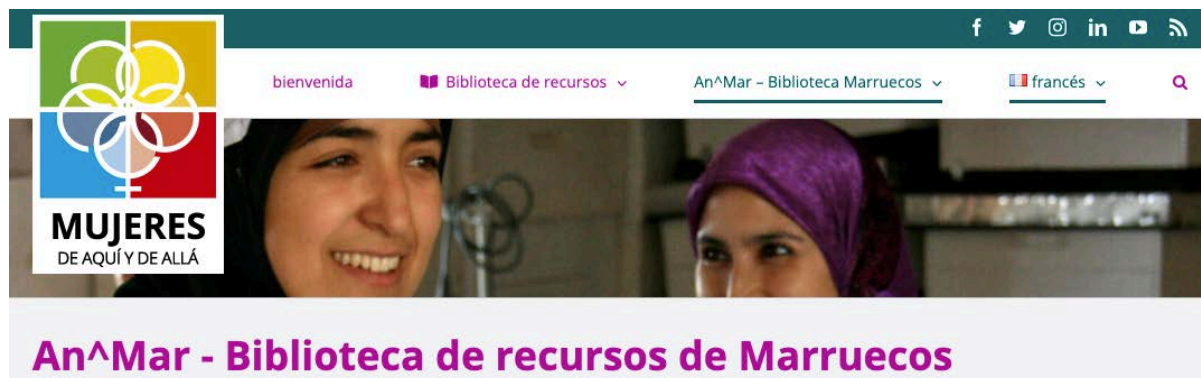 bienvenida
Biblioteca de recursos
An^Mar – Biblioteca Marruecos
francés
MUJERES
DE AQUÍ Y DE ALLÁ
An^Mar - Biblioteca de recursos de Marruecos